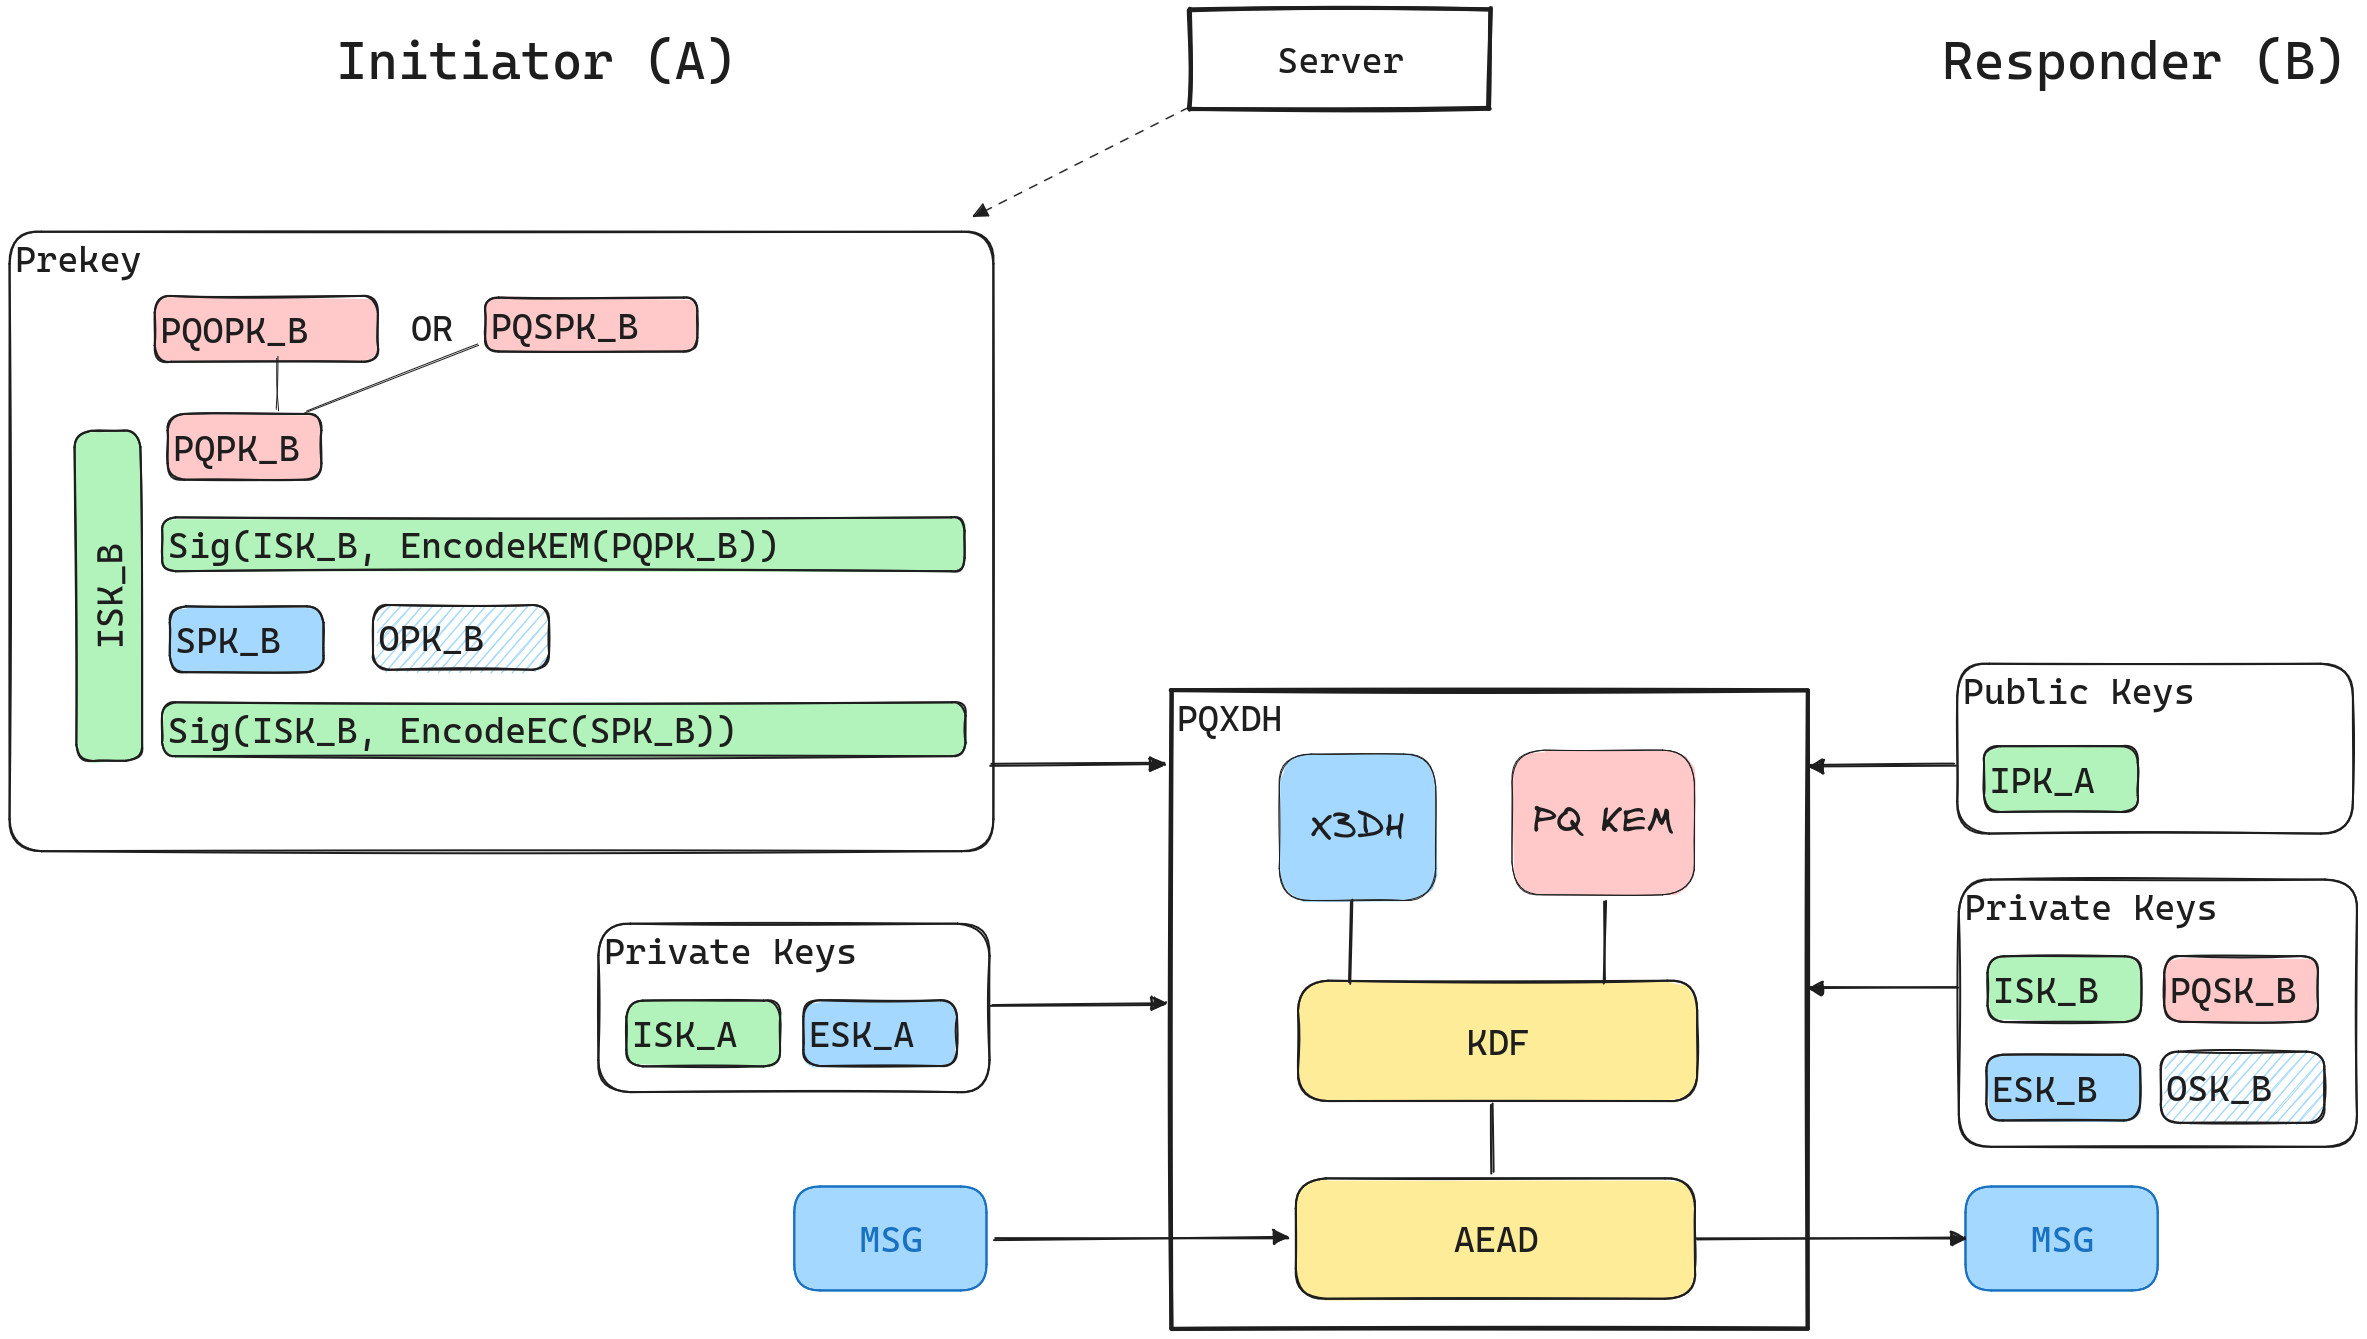 Initiator (A)
Server
Responder (B)
Prekey
PQOPK_B
OR
PQSPK_B
PQPK_B
ISK_B
Sig(ISK_B, EncodeKEM(PQPK_B))
SPK_B
OPK_B
Sig(ISK_B, EncodeEC(SPK_B))
Private Keys
ISK_A
ESK_A
MSG
PQXDH
X3DH
PQ KEM
KDF
AEAD
Public Keys
IPK_A
Private Keys
ISK_B
PQSK_B
ESK_B
OSK_B
MSG